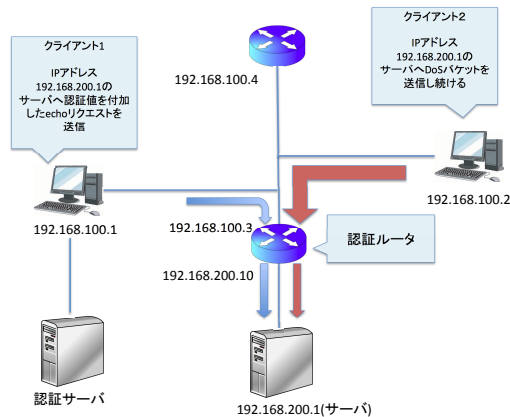 クライアント1
IPアドレス
192.168.200.1の
サーバへ認証値を付加
したechoリクエストを
送信
クライアント2
IPアドレス
192.168.200.1の
サーバへDoSパケットを
送信し続ける
192.168.100.4
192.168.100.2
192.168.100.1
192.168.100.3
認証ルータ
192.168.200.10
認証サーバ
192.168.200.1(サーバ)